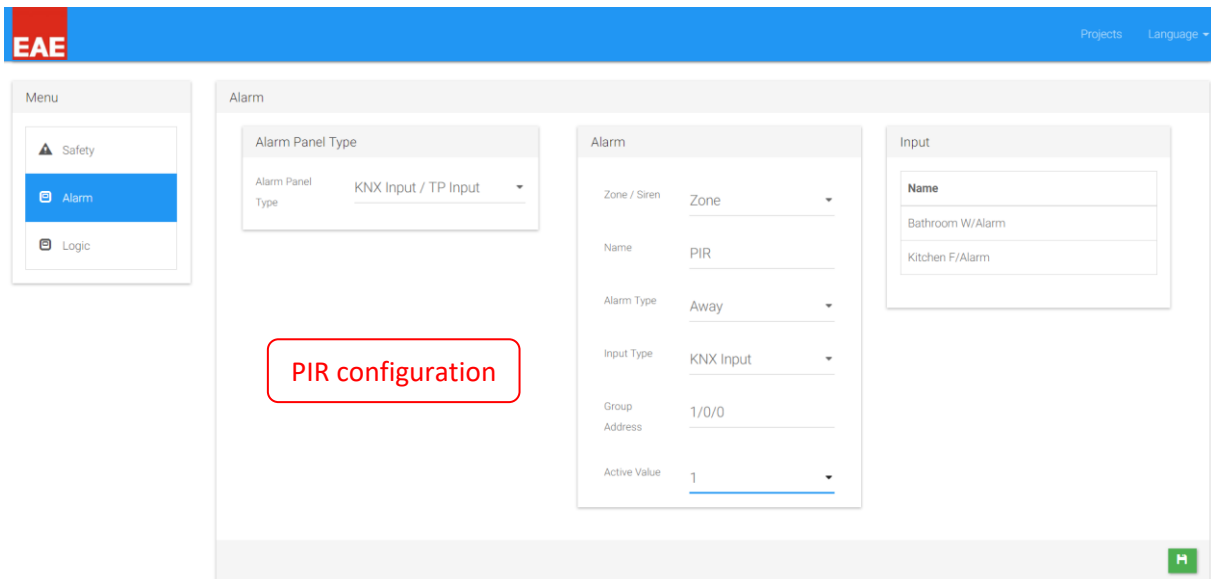 EAE
Projects
Language
Menu
Safety
Alarm
Logic
Alarm
Alarm Panel Type
Alarm Panel
Type
KNX Input / TP Input
PIR configuration
Alarm
Zone / Siren
Zone
Name
PIR
Alarm Type
Away
Input Type
KNX Input
Group
Address
1/0/0
Active Value
1
Input
Name
Bathroom W/Alarm
Kitchen F/Alarm